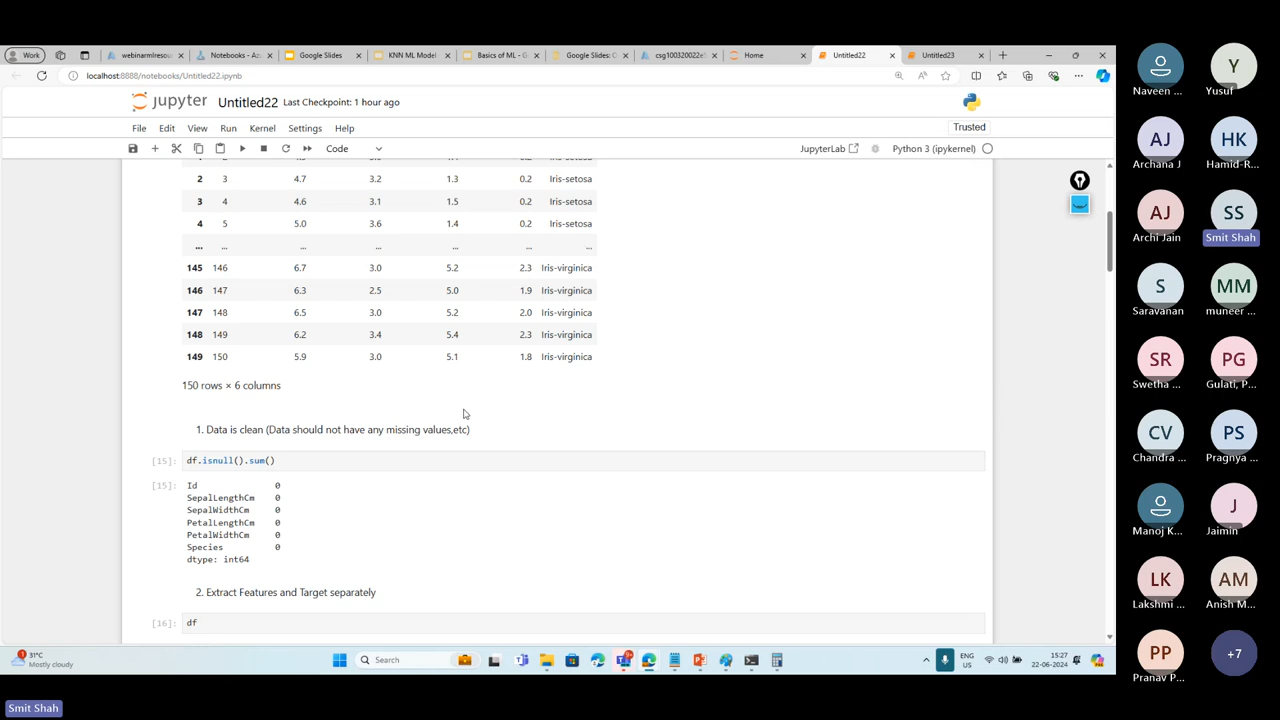 Work
webinarmlresou
Notebooks - Az
Google Slides
KNN ML Model
Basics of ML - G
Google Slides: O
csg100320022e
Home
Untitled22
Untitled23
localhost:8888/notebooks/Untitled22.ipynb
jupyter Untitled22 Last Checkpoint: 1 hour ago
File Edit View Run Kernel Settings Help
Trusted
Code
JupyterLab
Python 3 (ipykernel)
2 3 4.7 3.2 1.3 0.2 Iris-setosa
3 4 4.6 3.1 1.5 0.2 Iris-setosa
4 5 5.0 3.6 1.4 0.2 Iris-setosa
... ... ... ... ... ... ...
145 146 6.7 3.0 5.2 2.3 Iris-virginica
146 147 6.3 2.5 5.0 1.9 Iris-virginica
147 148 6.5 3.0 5.2 2.0 Iris-virginica
148 149 6.2 3.4 5.4 2.3 Iris-virginica
149 150 5.9 3.0 5.1 1.8 Iris-virginica
150 rows × 6 columns
1. Data is clean (Data should not have any missing values,etc)
[15]: df.isnull().sum()
[15]: Id 0
SepalLengthCm 0
SepalWidthCm 0
PetalLengthCm 0
PetalWidthCm 0
Species 0
dtype: int64
2. Extract Features and Target separately
[16]: df
1
31°C
Mostly cloudy
Search
ENG
US
15:27
22-06-2024
Naveen ...
Y
Yusuf
AJ
Archana J
HK
Hamid-R...
AJ
Archi Jain
SS
Smit Shah
S
Saravanan
MM
muneer ...
SR
Swetha ...
PG
Gulati, P...
CV
Chandra ...
PS
Pragnya ...
Manoj K...
J
Jaimin
LK
Lakshmi ...
AM
Anish M...
PP
Pranav P...
+7
Smit Shah